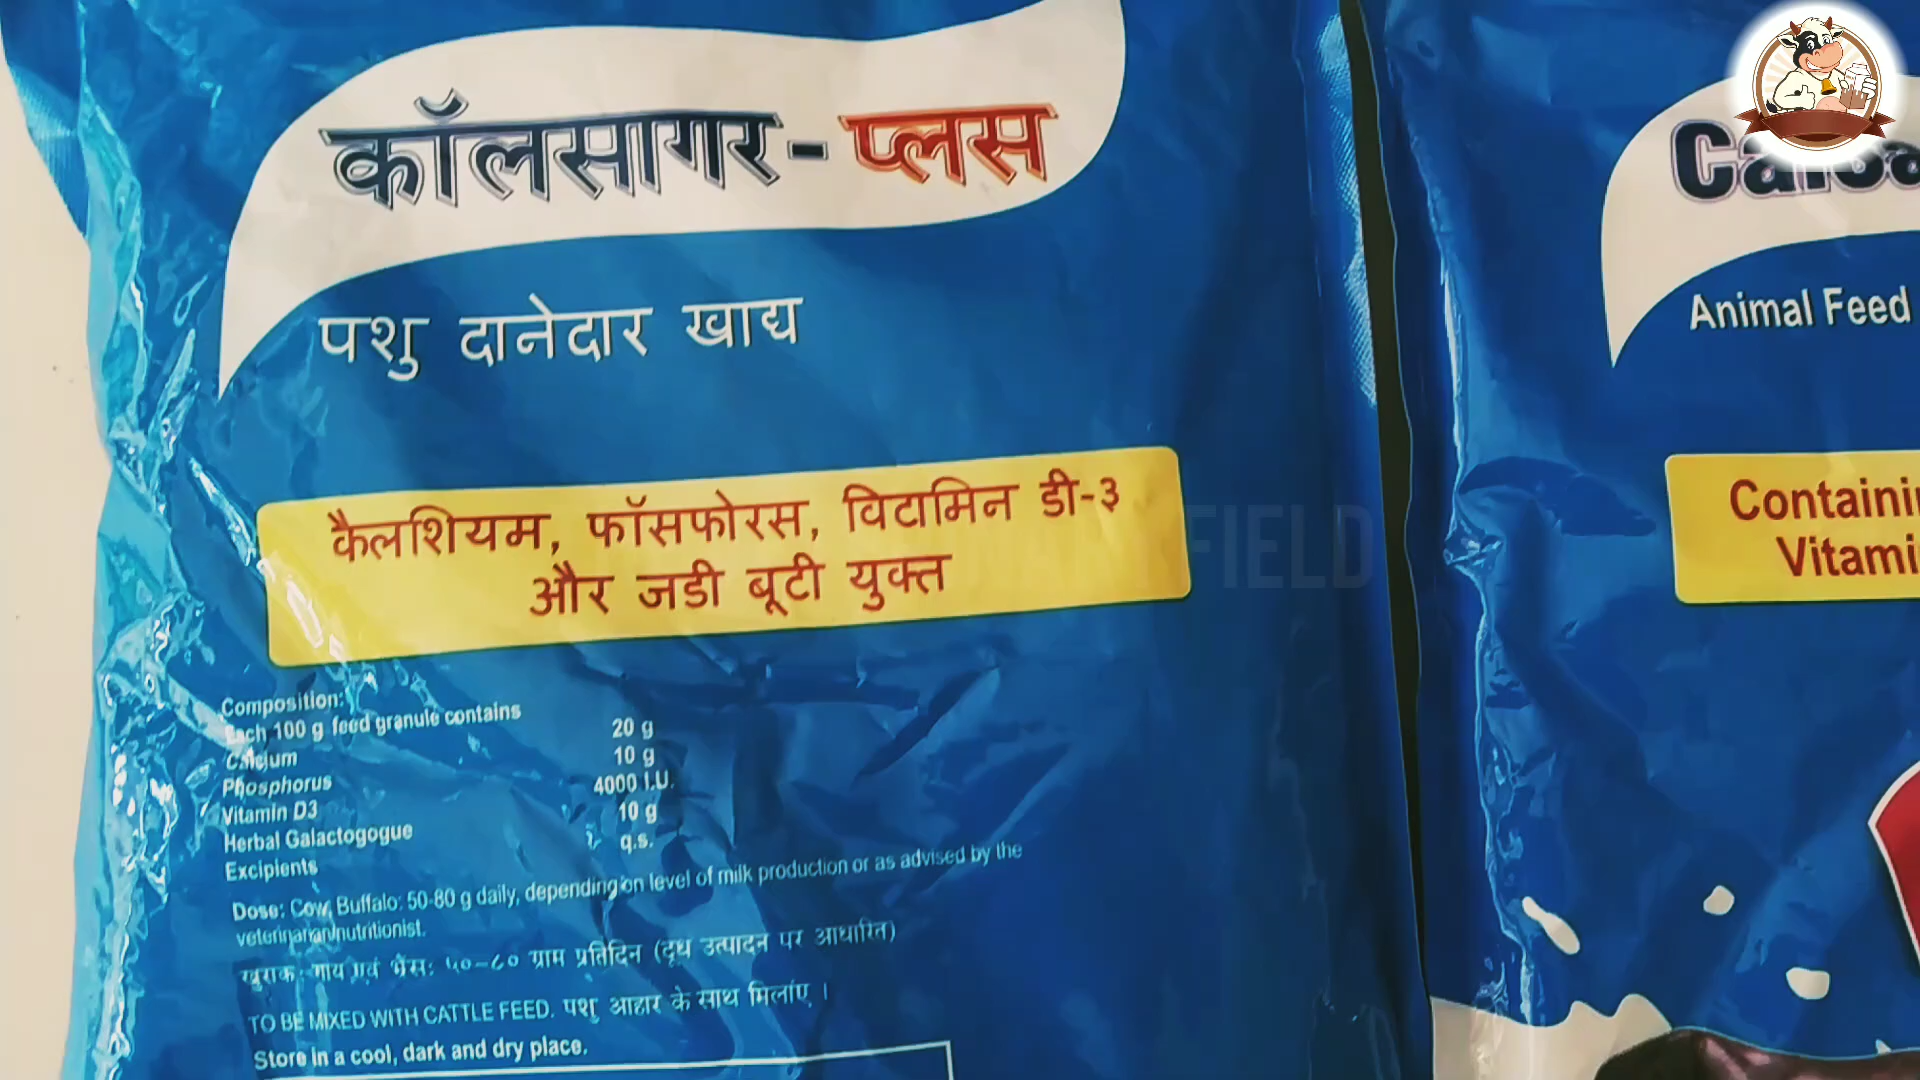 कॉलसागर-प्लस
पशु दानेदार खाद्य
कैलशियम, फॉसफोरस, विटामिन डी-३
और जडी बूटी युक्त
Composition:
Each 100 g feed granule contains
Calcium 20 g
Phosphorus 10 g
Vitamin D3 4000 I.U.
Herbal Galactogogue 10 g
Excipients q.s.
Dose: Cow, Buffalo: 50-80 g daily, depending on level of milk production or as advised by the
veterinarian/nutritionist.
खुराक: गाय एवं भैंस: ५०-८० ग्राम प्रतिदिन (दूध उत्पादन पर आधारित)
TO BE MIXED WITH CATTLE FEED. पशु आहार के साथ मिलांए ।
Store in a cool, dark and dry place.
Animal Feed
FIELD